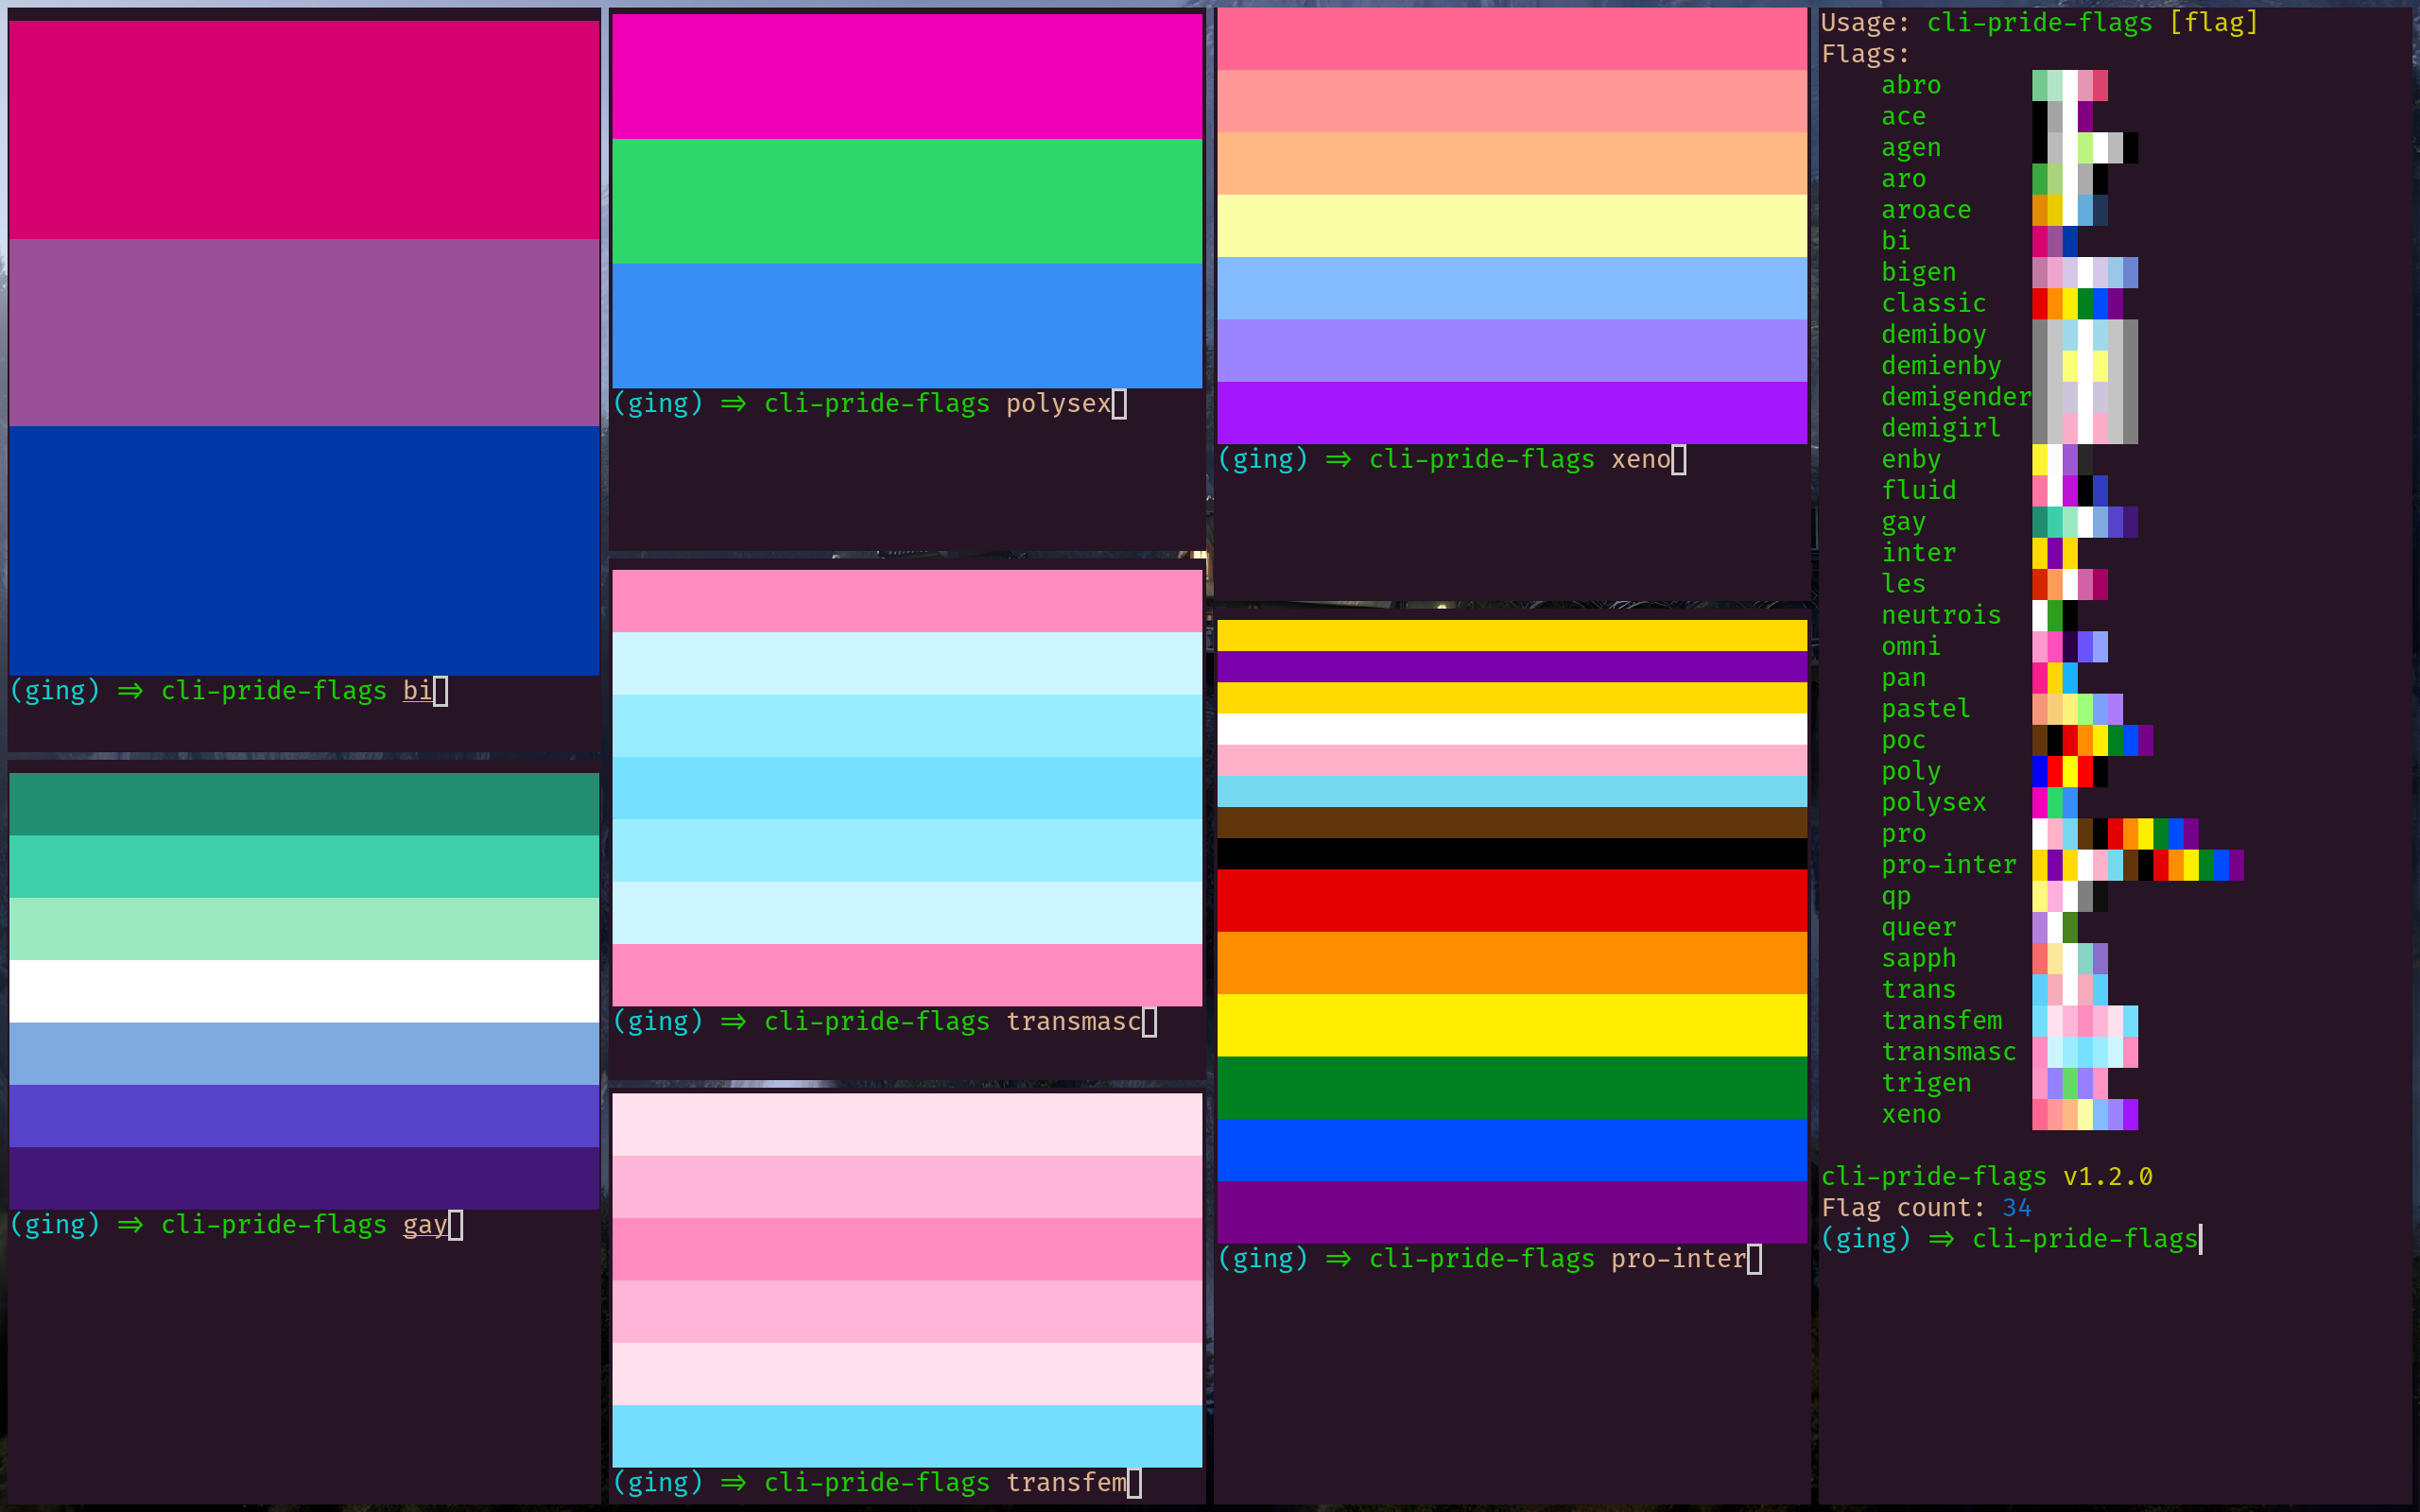 (ging) => cli-pride-flags bi
(ging) => cli-pride-flags gay
(ging) => cli-pride-flags polysex
(ging) => cli-pride-flags transmasc
(ging) => cli-pride-flags transfem
(ging) => cli-pride-flags xeno
(ging) => cli-pride-flags pro-inter
Usage: cli-pride-flags [flag]
Flags:
abro
ace
agen
aro
aroace
bi
bigen
classic
demiboy
demienby
demigender
demigirl
enby
fluid
gay
inter
les
neutrois
omni
pan
pastel
poc
poly
polysex
pro
pro-inter
qp
queer
sapph
trans
transfem
transmasc
trigen
xeno
cli-pride-flags v1.2.0
Flag count: 34
(ging) => cli-pride-flags